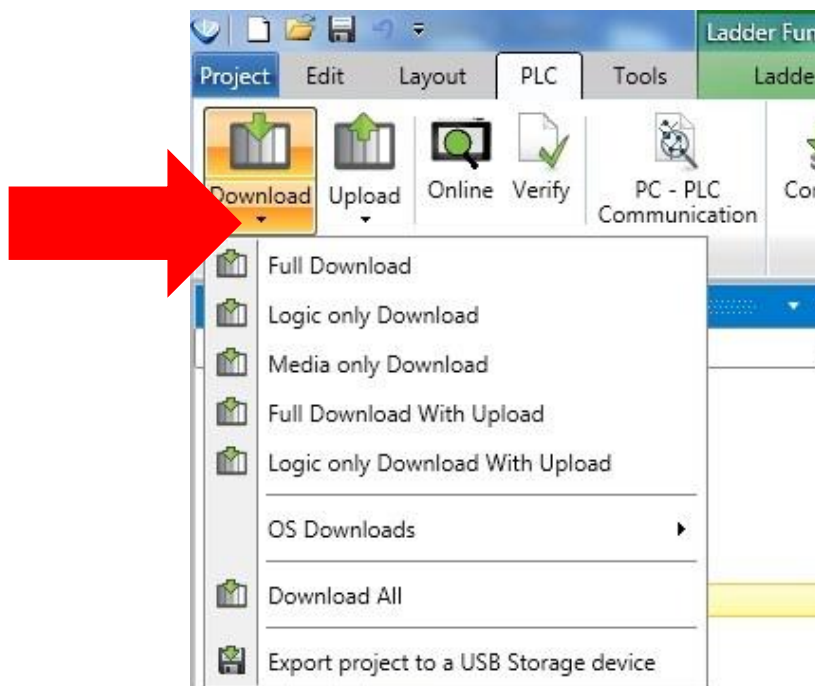 Ladder Fun
Project Edit Layout PLC Tools Ladde
Download Upload Online Verify PC - PLC
Communication
Full Download
Logic only Download
Media only Download
Full Download With Upload
Logic only Download With Upload
OS Downloads
Download All
Export project to a USB Storage device